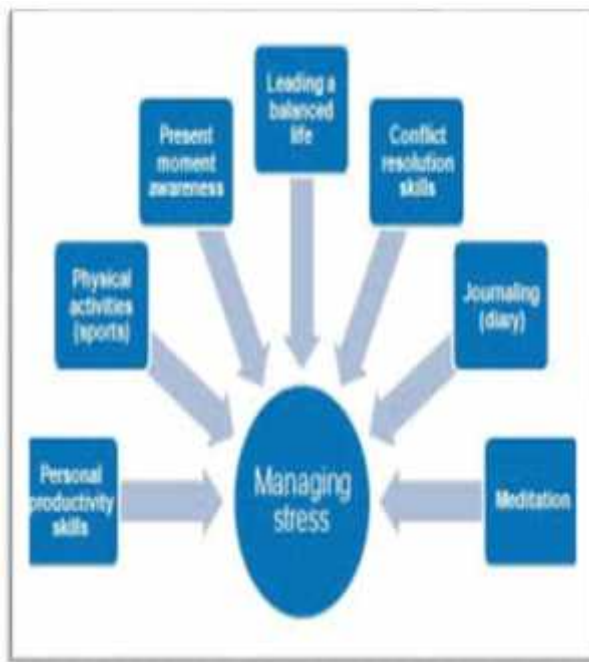 Leading a
balanced
life
Present
moment
awareness
Conflict
resolution
skills
Physical
activities
(sports)
Journaling
(diary)
Personal
productivity
skills
Managing
stress
Meditation